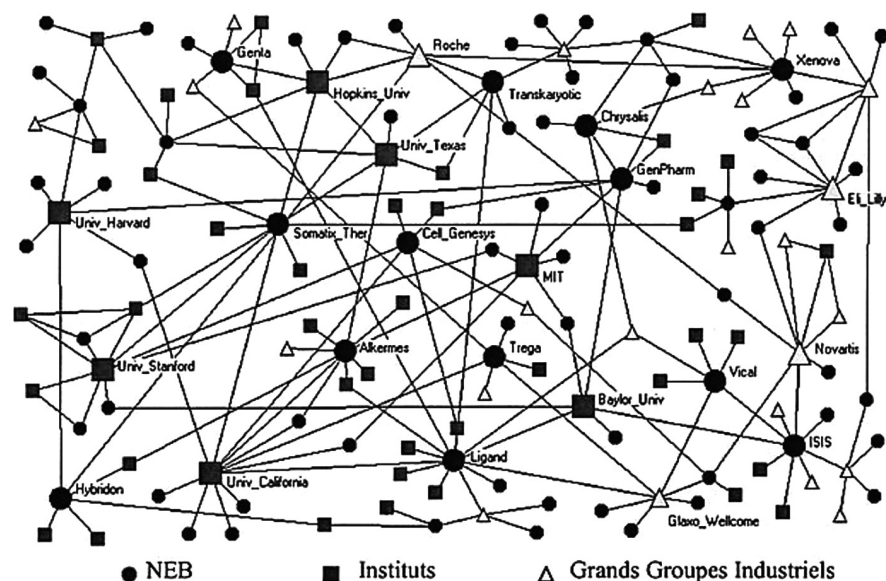 Genta
Roche
Xenova
Hopkins_Univ
Transkaryotic
Chrysalis
Univ_Texas
GenPharm
Eli_Lilly
Univ_Harvard
Somatix_Ther
Cell_Genesys
MIT
Univ_Stanford
Alkermes
Trega
Novartis
Vical
Baylor_Univ
ISIS
Ligand
Univ_California
Hybridon
Glaxo_Wellcome
NEB
Instituts
Grands Groupes Industriels